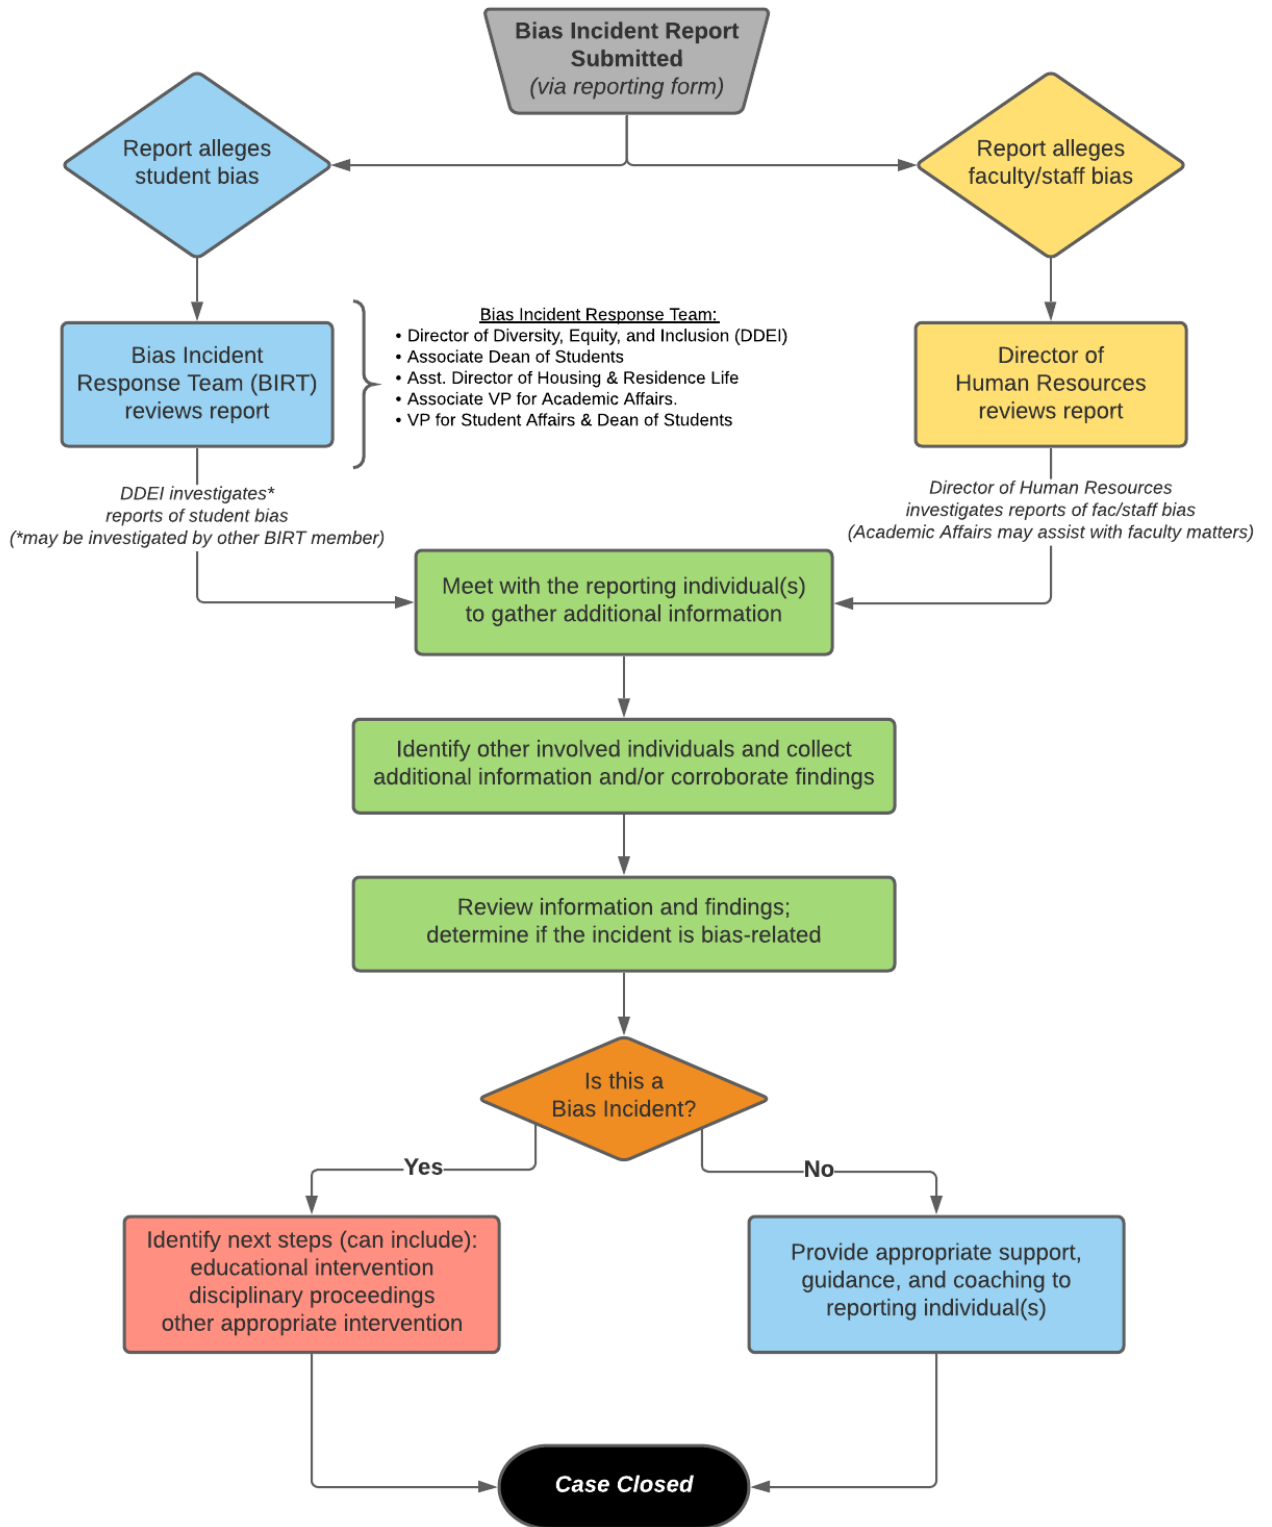 Bias Incident Report
Submitted
(via reporting form)
Report alleges
student bias
Report alleges
faculty/staff bias
Bias Incident
Response Team (BIRT)
reviews report
Bias Incident Response Team:
• Director of Diversity, Equity, and Inclusion (DDEI)
• Associate Dean of Students
• Asst. Director of Housing & Residence Life
• Associate VP for Academic Affairs.
• VP for Student Affairs & Dean of Students
Director of
Human Resources
reviews report
DDEI investigates*
reports of student bias
(*may be investigated by other BIRT member)
Director of Human Resources
investigates reports of fac/staff bias
(Academic Affairs may assist with faculty matters)
Meet with the reporting individual(s)
to gather additional information
Identify other involved individuals and collect
additional information and/or corroborate findings
Review information and findings;
determine if the incident is bias-related
Is this a
Bias Incident?
Yes
No
Identify next steps (can include):
educational intervention
disciplinary proceedings
other appropriate intervention
Provide appropriate support,
guidance, and coaching to
reporting individual(s)
Case Closed